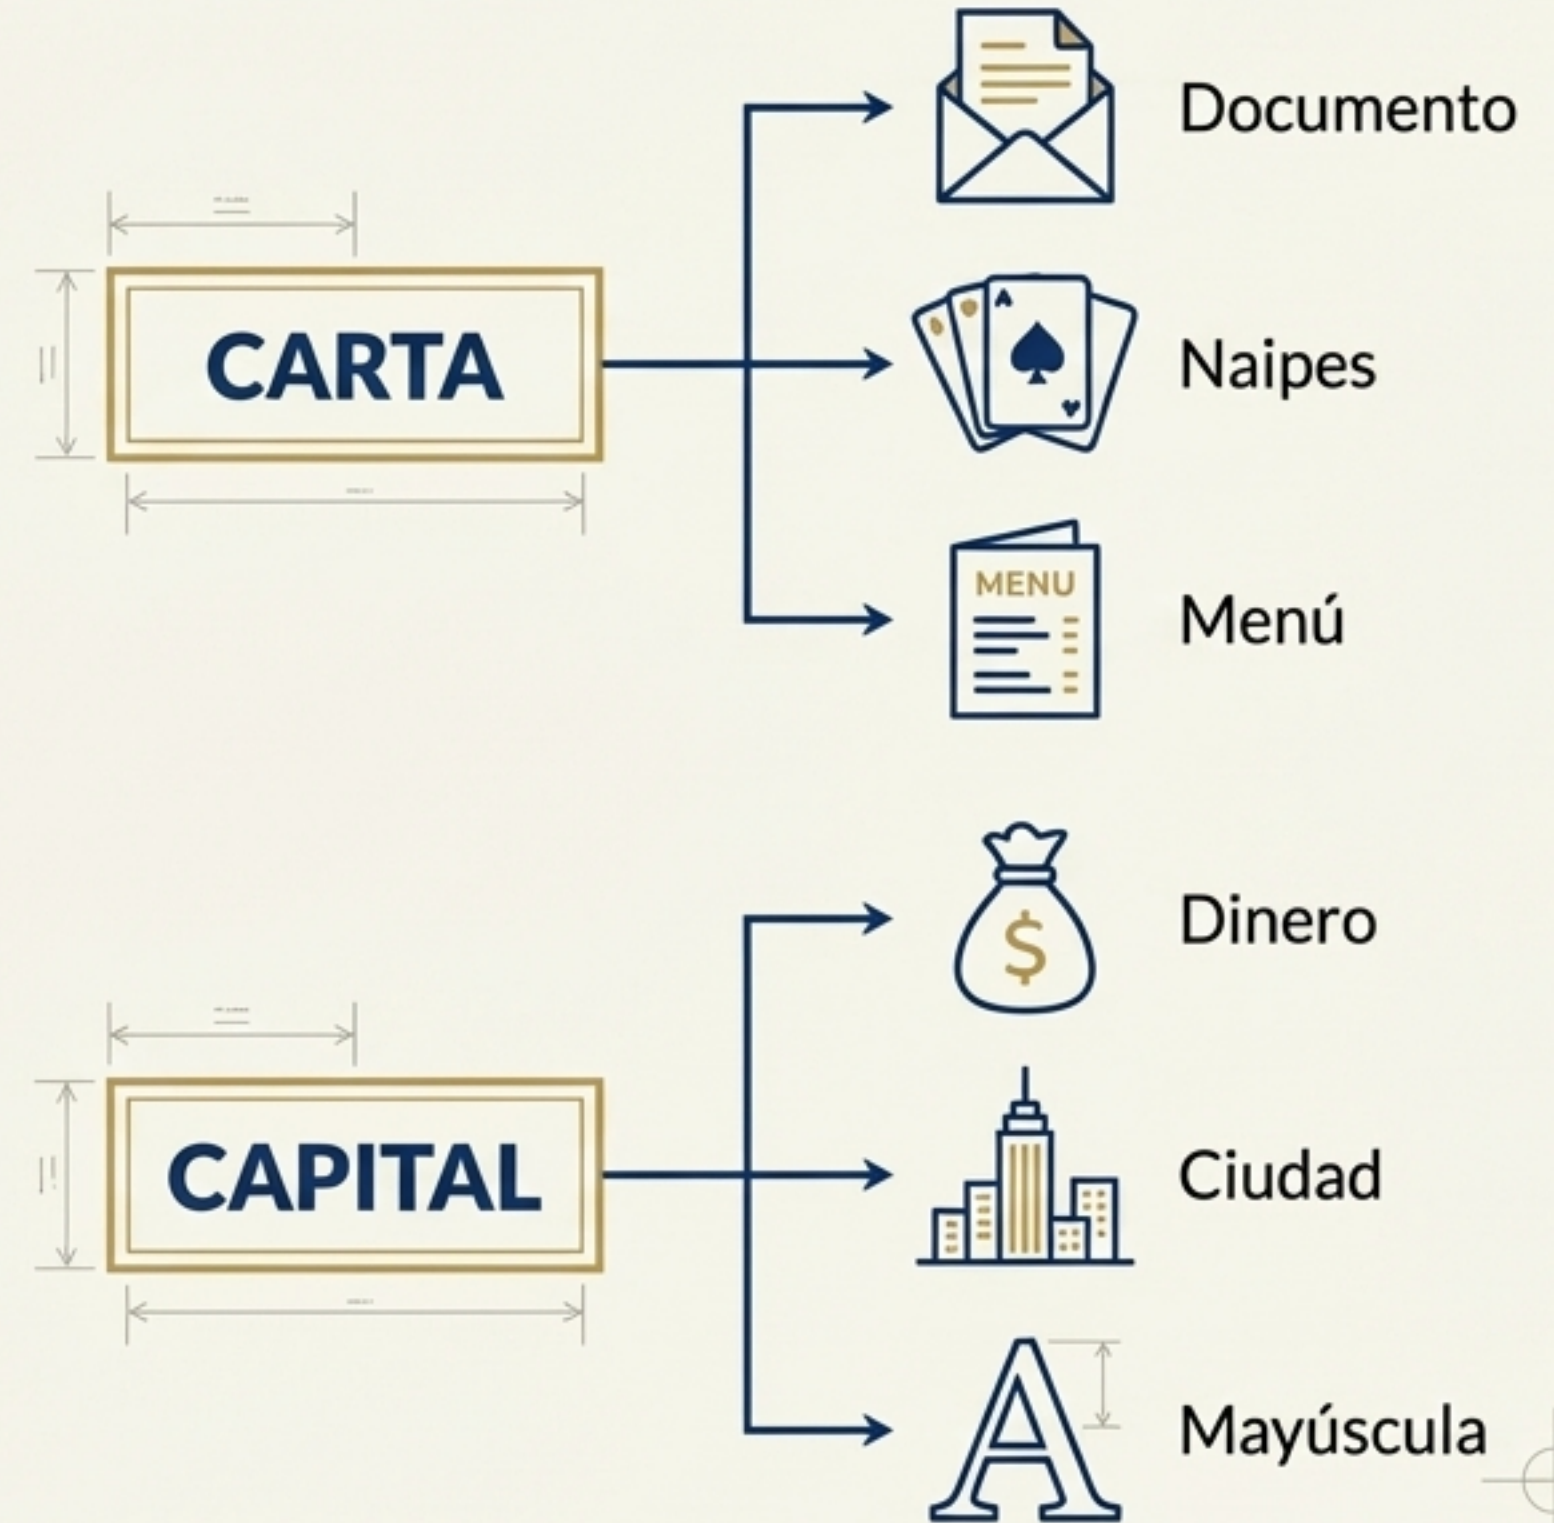 Documento
CARTA
A
A
Naipes
MENU
Menú
$
Dinero
CAPITAL
Ciudad
A
Mayúscula